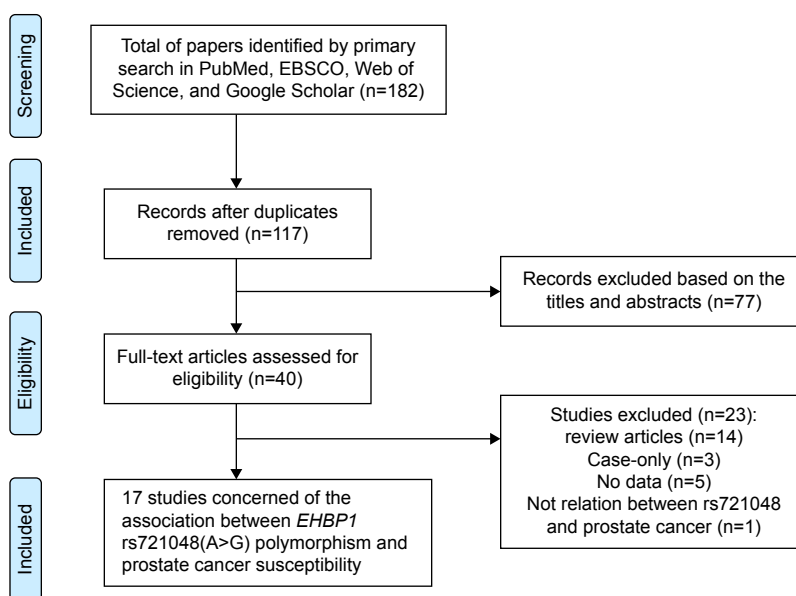 Screening
Total of papers identified by primary
search in PubMed, EBSCO, Web of
Science, and Google Scholar (n=182)
Included
Records after duplicates
removed (n=117)
Records excluded based on the
titles and abstracts (n=77)
Eligibility
Full-text articles assessed for
eligibility (n=40)
Studies excluded (n=23):
review articles (n=14)
Case-only (n=3)
No data (n=5)
Not relation between rs721048
and prostate cancer (n=1)
Included
17 studies concerned of the
association between EHBP1
rs721048(A>G) polymorphism and
prostate cancer susceptibility